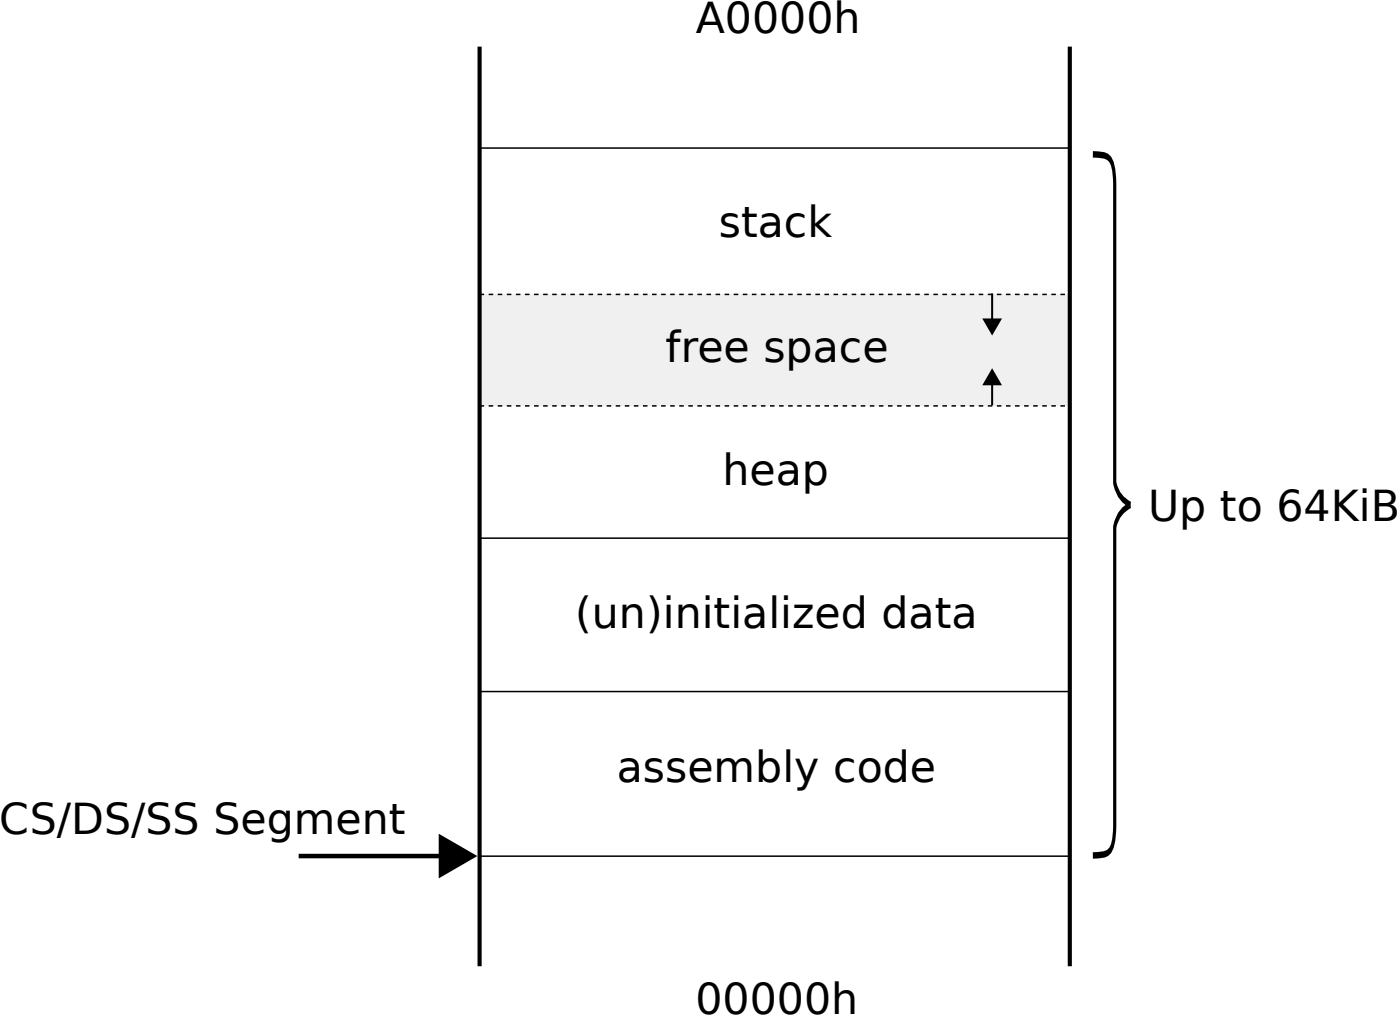 A0000h
stack
free space
heap
Up to 64KiB
(un)initialized data
assembly code
CS/DS/SS Segment
00000h